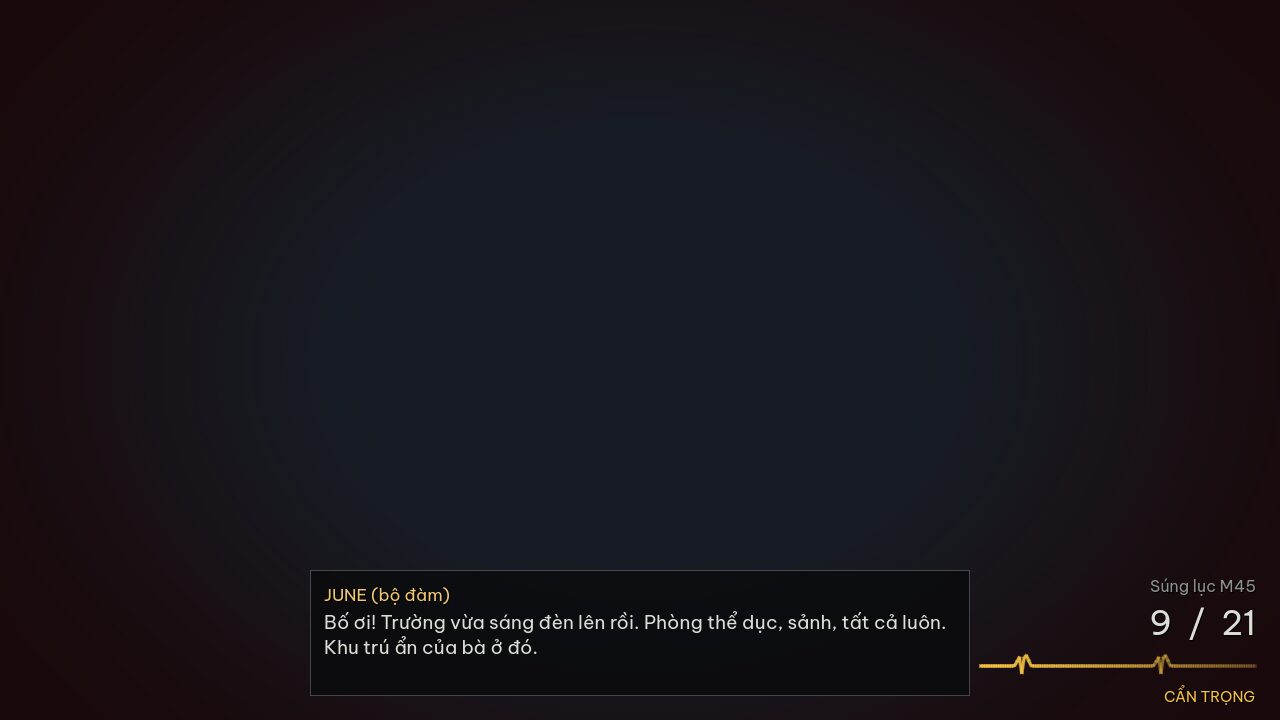 JUNE (bộ đàm)
Bố ơi! Trường vừa sáng đèn lên rồi. Phòng thể dục, sảnh, tất cả luôn.
Khu trú ẩn của bà ở đó.
Súng lục M45
9 / 21
CẨN TRỌNG